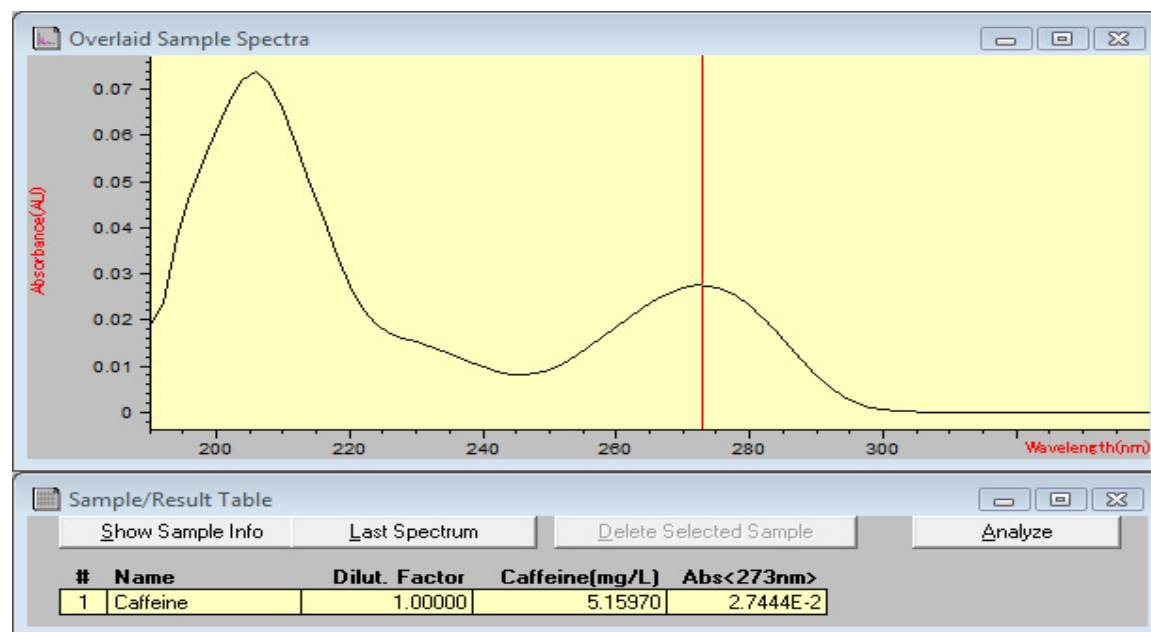 Overlaid Sample Spectra
0.07
0.06
0.05
0.04
0.03
0.02
0.01
0
Absorbance(AU)
200 220 240 260 280 300 Wavelength(nm)
Sample/Result Table
Show Sample Info Last Spectrum Delete Selected Sample Analyze
# Name Dilut. Factor Caffeine(mg/L) Abs<273nm>
1 Caffeine 1.00000 5.15970 2.7444E-2